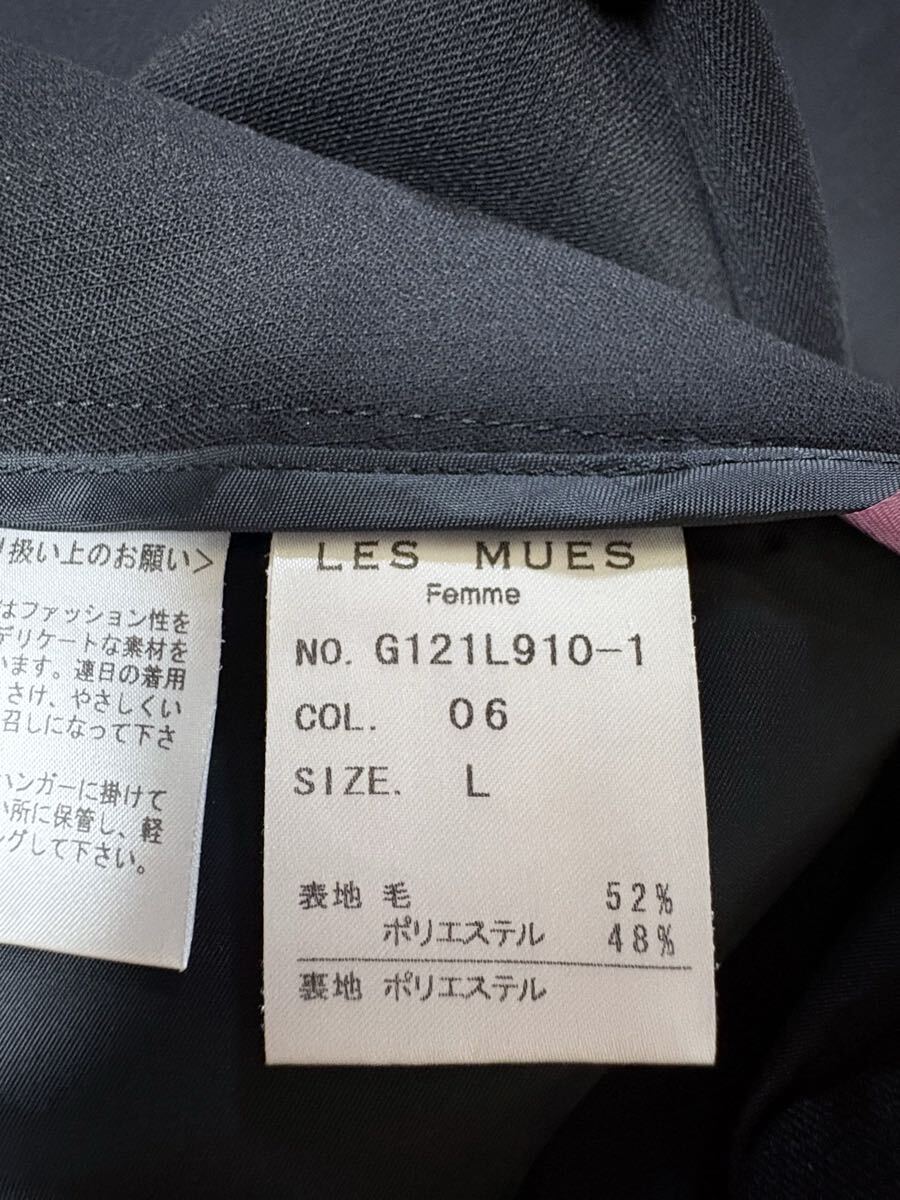 扱い上のお願い>
はファッション性を
デリケートな素材を
います。連日の着用
さけ、やさしくい
召しになって下さ
ハンガーに掛けて
い所に保管し、軽
ングして下さい。
LES MUES
Femme
NO. G121L910-1
COL. 06
SIZE. L
表地 毛 52%
ポリエステル 48%
裏地 ポリエステル